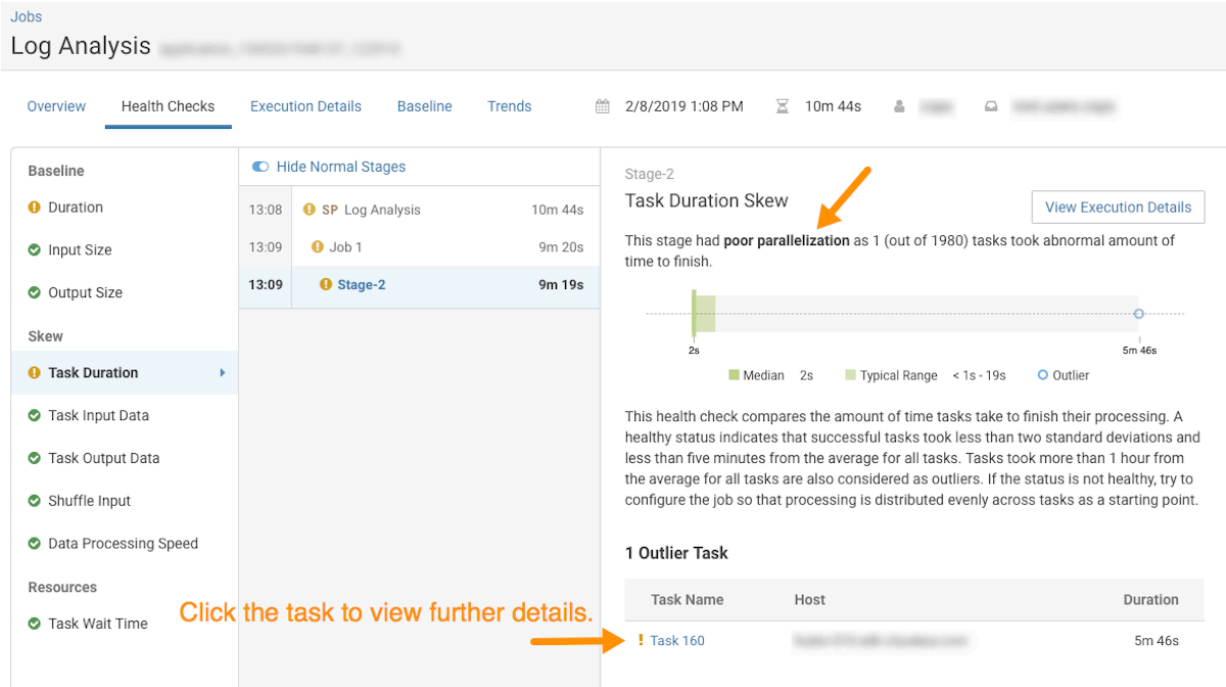 Jobs
Log Analysis
Overview
Health Checks
Execution Details
Baseline
Trends
2/8/2019 1:08 PM
10m 44s
Baseline
Duration
Input Size
Output Size
Skew
Task Duration
Task Input Data
Task Output Data
Shuffle Input
Data Processing Speed
Resources
Task Wait Time
Hide Normal Stages
13:08 SP Log Analysis 10m 44s
13:09 Job 1 9m 20s
13:09 Stage-2 9m 19s
Stage-2
Task Duration Skew
View Execution Details
This stage had poor parallelization as 1 (out of 1980) tasks took abnormal amount of
time to finish.
2s
5m 46s
Median 2s
Typical Range < 1s - 19s
Outlier
This health check compares the amount of time tasks take to finish their processing. A
healthy status indicates that successful tasks took less than two standard deviations and
less than five minutes from the average for all tasks. Tasks took more than 1 hour from
the average for all tasks are also considered as outliers. If the status is not healthy, try to
configure the job so that processing is distributed evenly across tasks as a starting point.
1 Outlier Task
Task Name Host Duration
Click the task to view further details.
Task 160 5m 46s